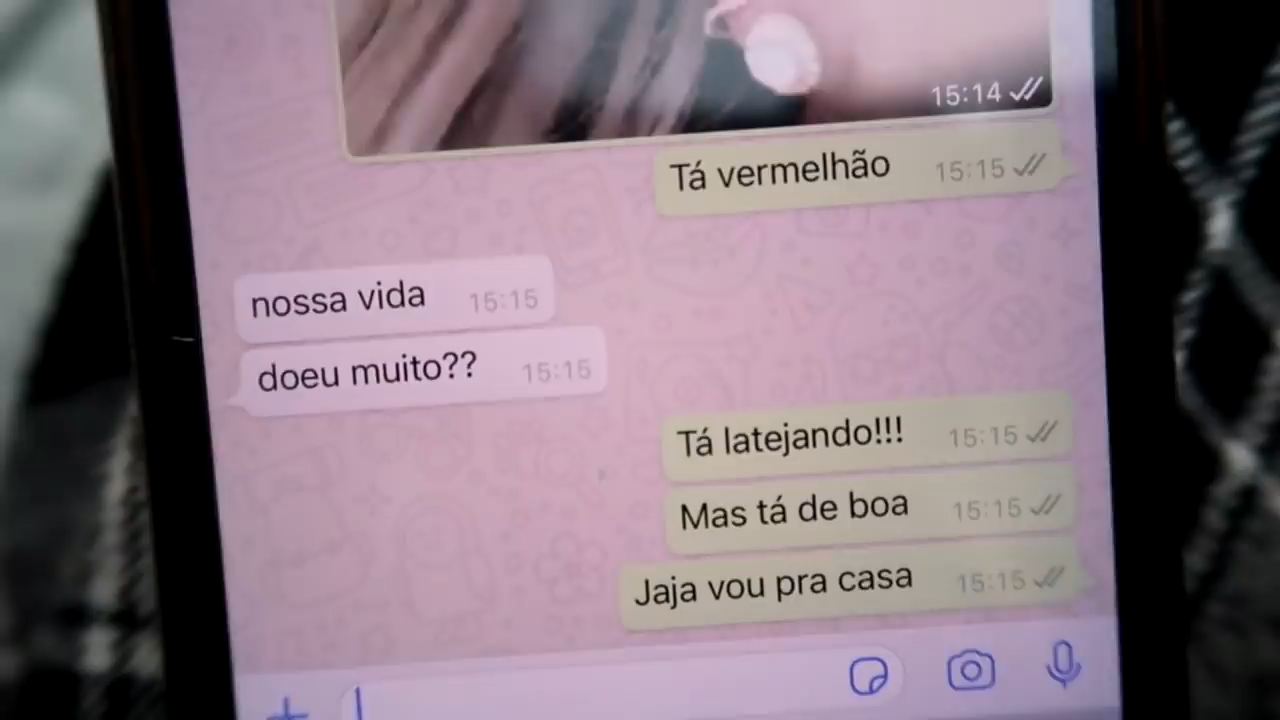 15:14
Tá vermelhão 15:15
nossa vida 15:15
doeu muito?? 15:15
Tá latejando!!! 15:15
Mas tá de boa 15:15
Jaja vou pra casa 15:15